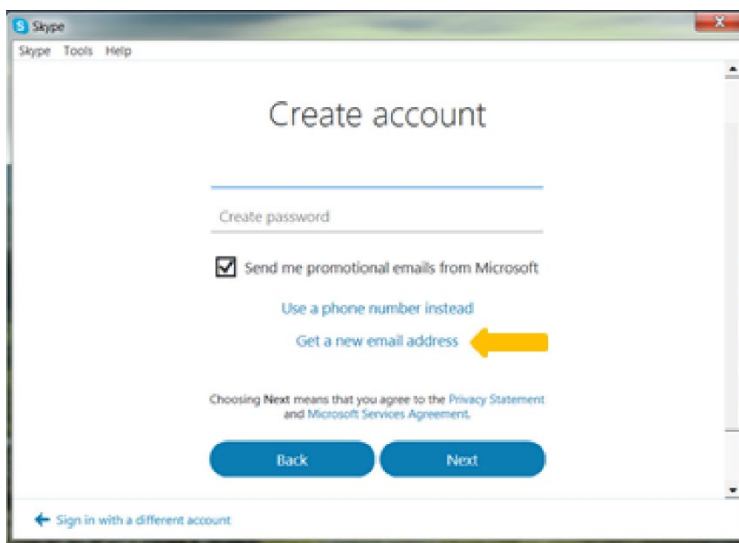 Skype
Skype Tools Help
Create account
Create password
Send me promotional emails from Microsoft
Use a phone number instead
Get a new email address
Choosing Next means that you agree to the Privacy Statement
and Microsoft Services Agreement.
Back Next
Sign in with a different account